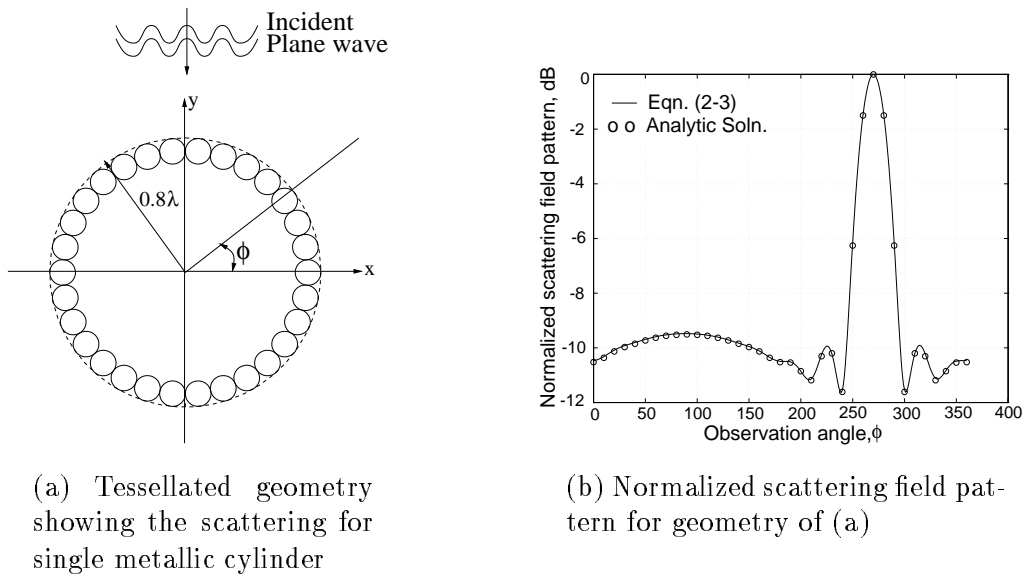 Incident
Plane wave
y
0.8λ
ϕ
x
Normalized scattering field pattern, dB
0
-2
-4
-6
-8
-10
-12
Eqn. (2-3)
o o Analytic Soln.
0 50 100 150 200 250 300 350 400
Observation angle,ϕ
(a) Tessellated geometry
showing the scattering for
single metallic cylinder
(b) Normalized scattering field pat-
tern for geometry of (a)